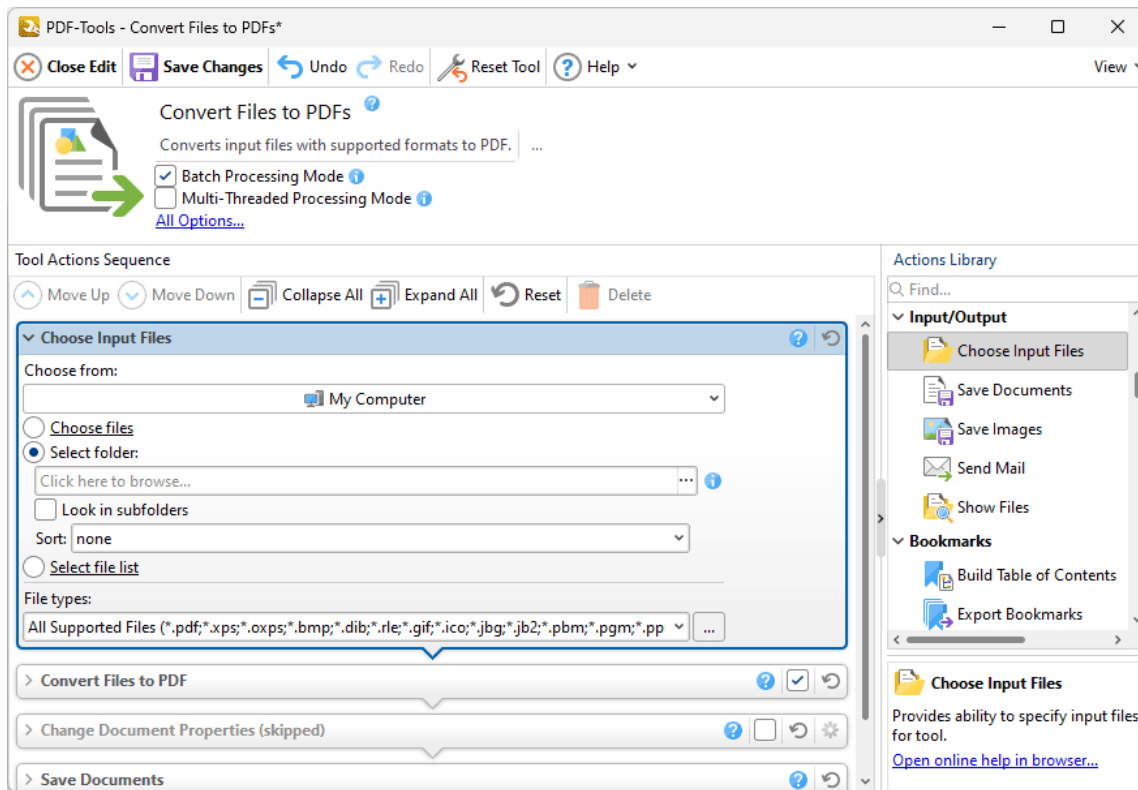 PDF-Tools - Convert Files to PDFs*
Close Edit Save Changes Undo Redo Reset Tool ? Help View
Convert Files to PDFs ?
Converts input files with supported formats to PDF. ...
Batch Processing Mode i
Multi-Threaded Processing Mode i
All Options...
Tool Actions Sequence
Move Up Move Down Collapse All Expand All Reset Delete
Choose Input Files ?
Choose from:
My Computer
Choose files
Select folder:
Click here to browse... ... i
Look in subfolders
Sort: none
Select file list
File types:
All Supported Files (*.pdf;*.xps;*.oxps;*.bmp;*.dib;*.rle;*.gif;*.ico;*.jbg;*.jb2;*.pbm;*.pgm;*.pp ...
Convert Files to PDF ?
Change Document Properties (skipped) ?
Save Documents ?
Actions Library
Find...
Input/Output
Choose Input Files
Save Documents
Save Images
Send Mail
Show Files
Bookmarks
Build Table of Contents
Export Bookmarks
Choose Input Files
Provides ability to specify input files
for tool.
Open online help in browser...